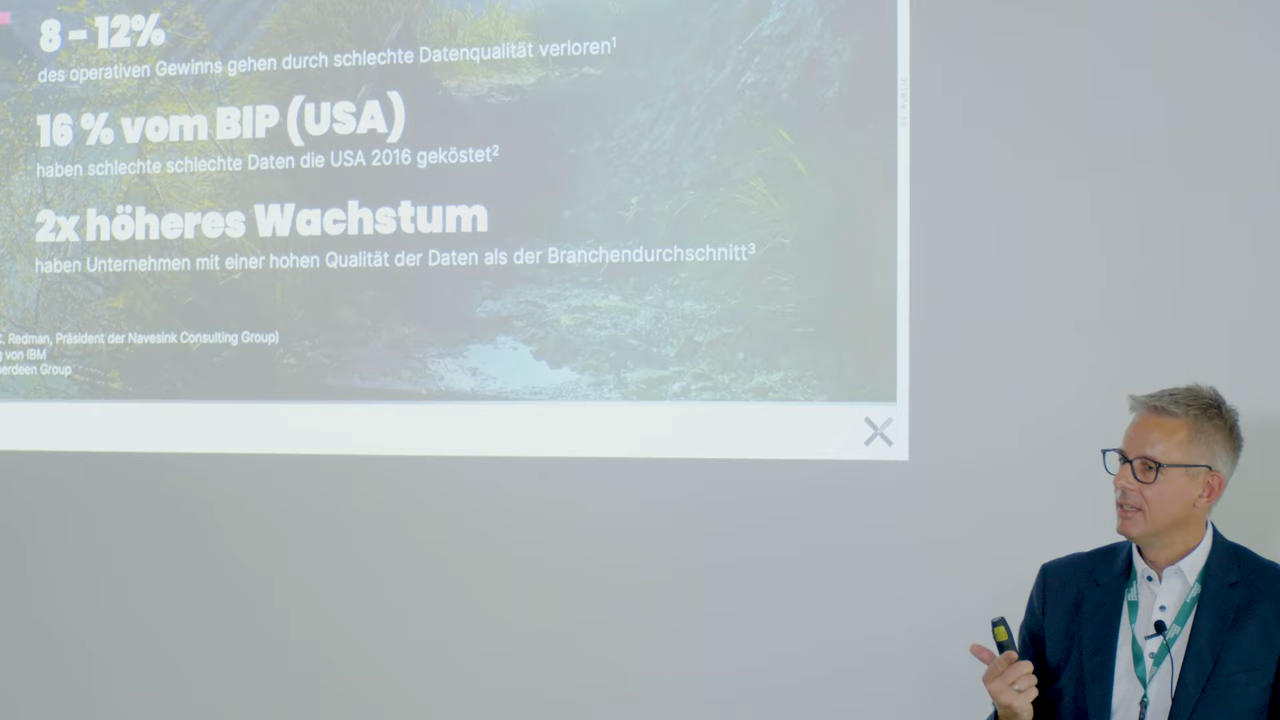 8 – 12%
des operativen Gewinns gehen durch schlechte Datenqualität verloren¹
16 % vom BIP (USA)
haben schlechte schlechte Daten die USA 2016 geköstet²
2x höheres Wachstum
haben Unternehmen mit einer hohen Qualität der Daten als der Branchendurchschnitt³
Redman, Präsident der Navesink Consulting Group)
von IBM
Group